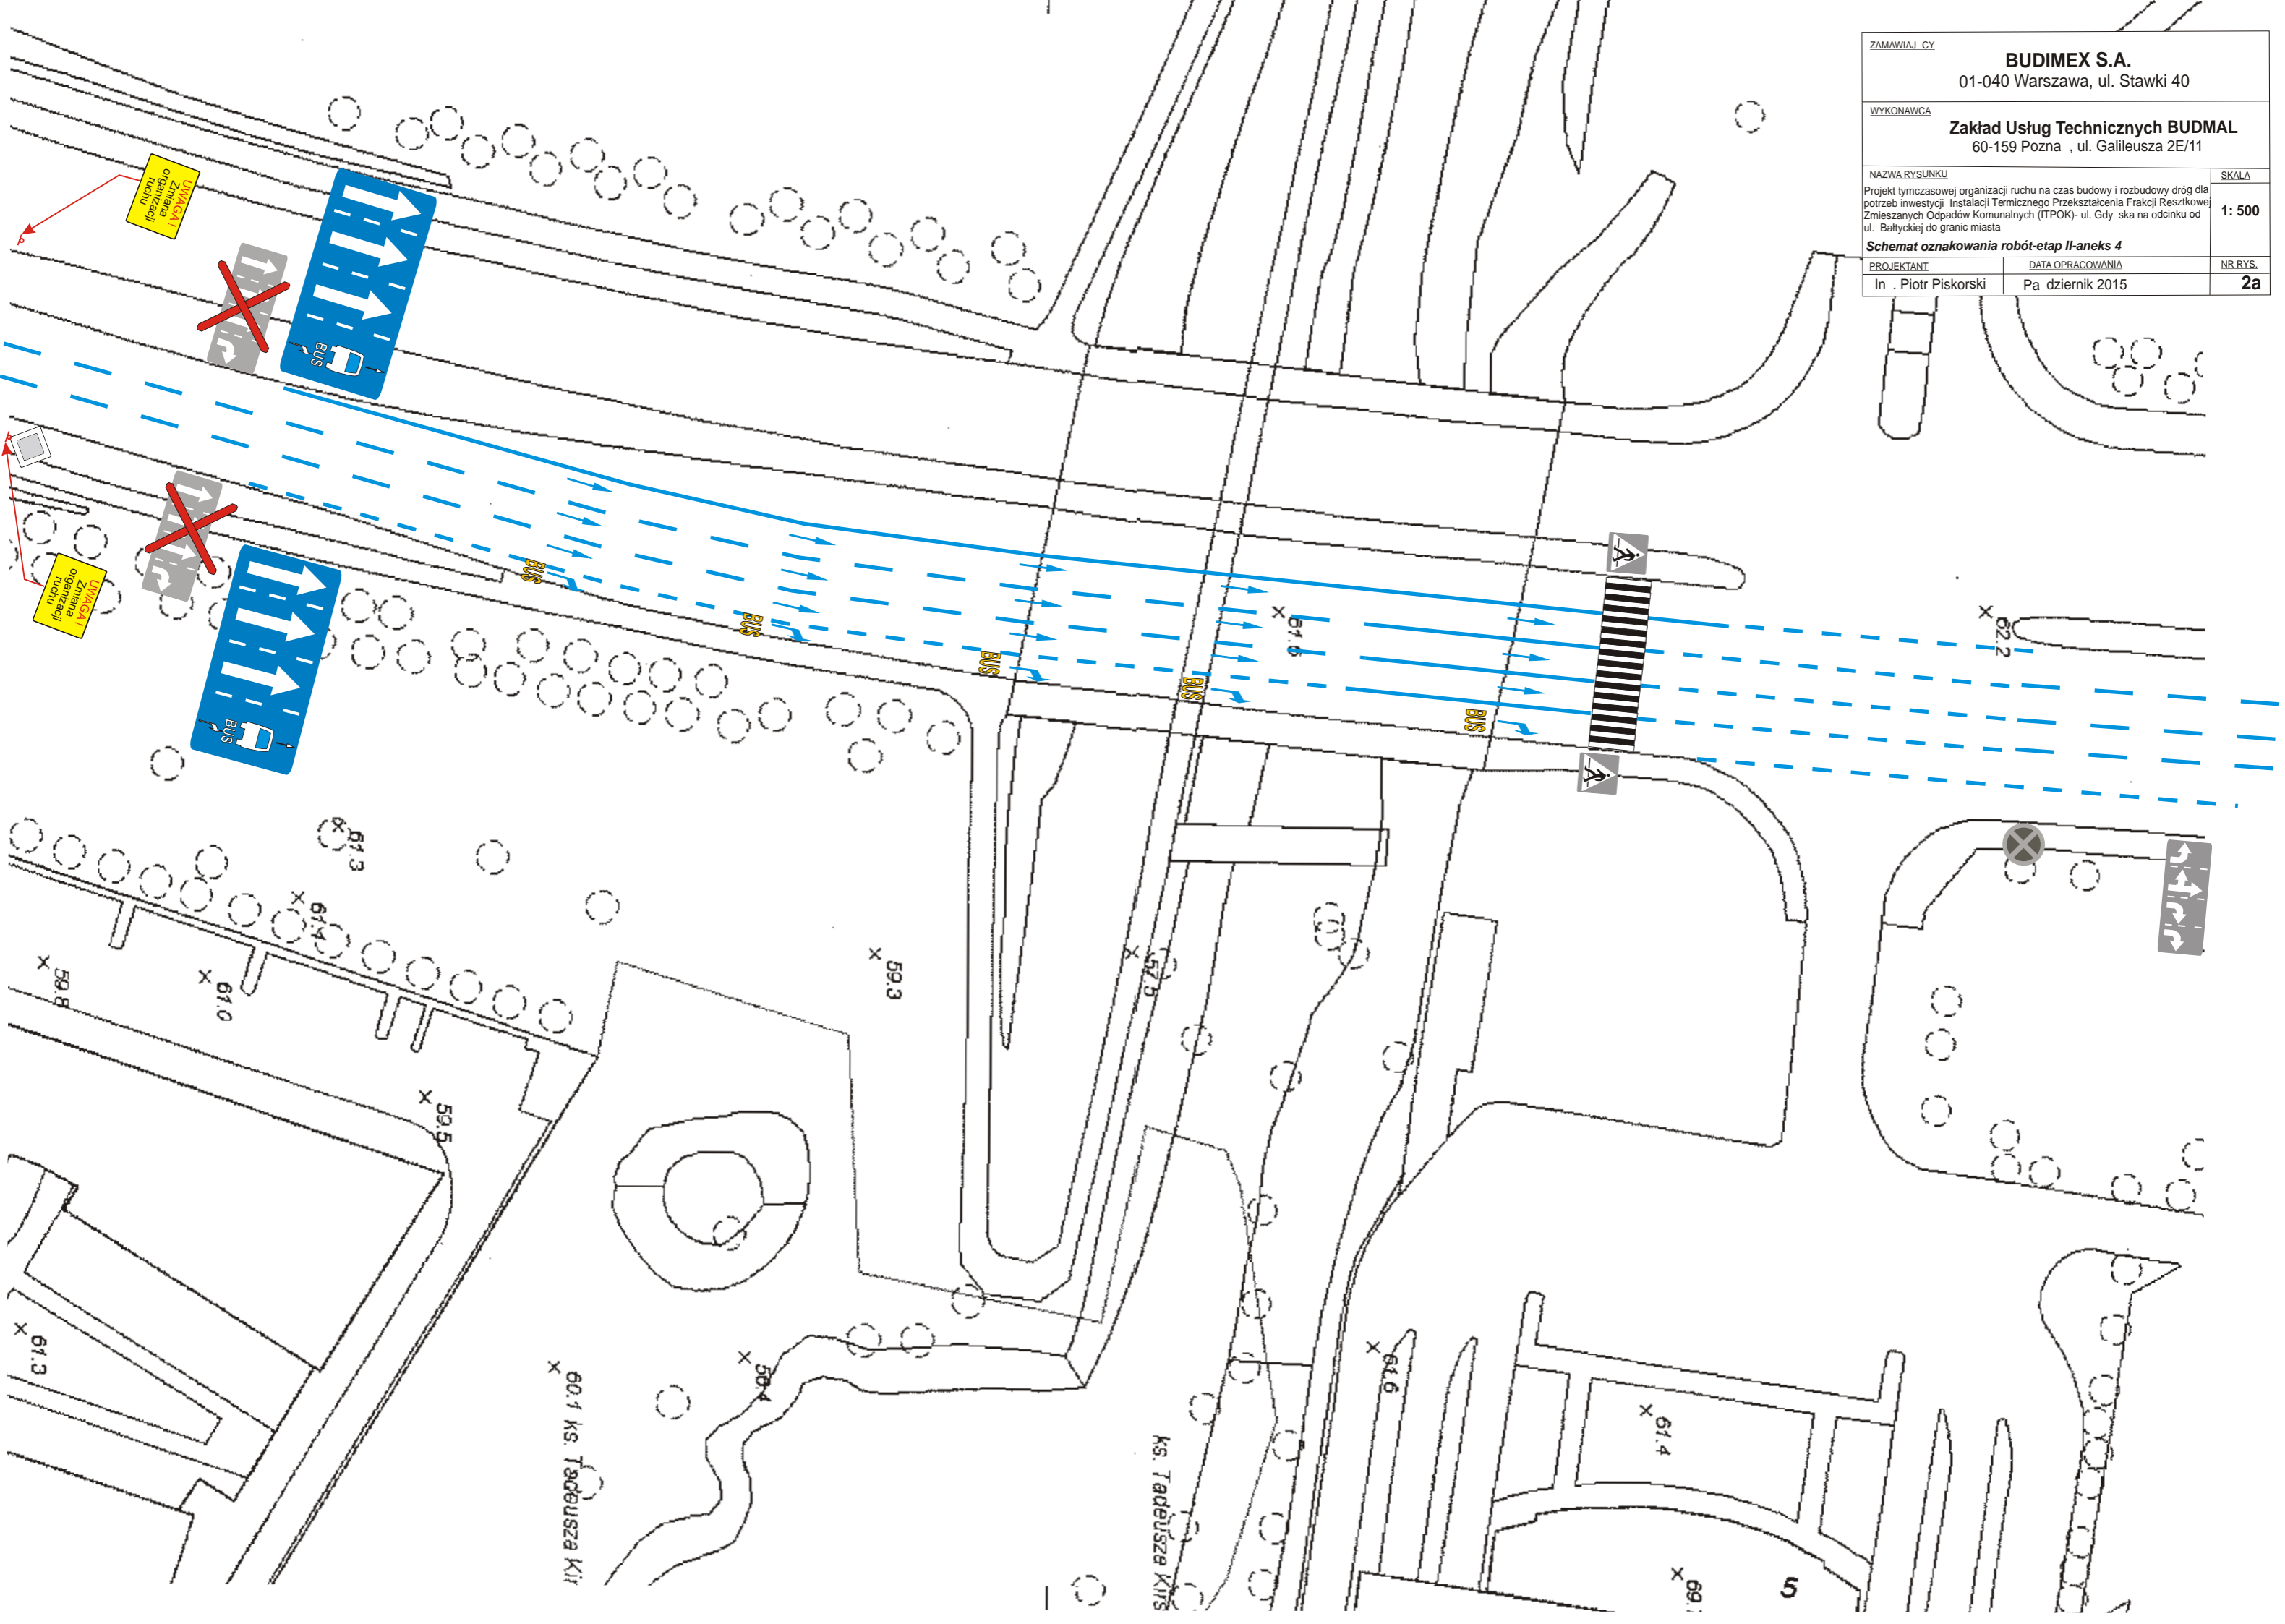 ZAMAWIAJ CY
BUDIMEX S.A.
01-040 Warszawa, ul. Stawki 40
WYKONAWCA
Zakład Usług Technicznych BUDMAL
60-159 Pozna , ul. Galileusza 2E/11
NAZWA RYSUNKU
SKALA
Projekt tymczasowej organizacji ruchu na czas budowy i rozbudowy dróg dla
potrzeb inwestycji Instalacji Termicznego Przekształcenia Frakcji Resztkowej
Zmieszanych Odpadów Komunalnych (ITPOK)- ul. Gdy ska na odcinku od
ul. Bałtyckiej do granic miasta
1: 500
Schemat oznakowania robót-etap II-aneks 4
PROJEKTANT
DATA OPRACOWANIA
NR RYS.
In . Piotr Piskorski
Pa dziernik 2015
2a
UWAGA !
Zmiana
organizacji
ruchu
BUS
UWAGA !
Zmiana
organizacji
ruchu
BUS
BUS
BUS
BUS
BUS
BUS
61.6
62.2
61.3
61.4
59.8
61.0
59.3
57.5
59.5
61.3
60.1 ks. Tadeusza Kir
59.4
ks. Tadeusza Kirs
61.6
61.4
69.
5